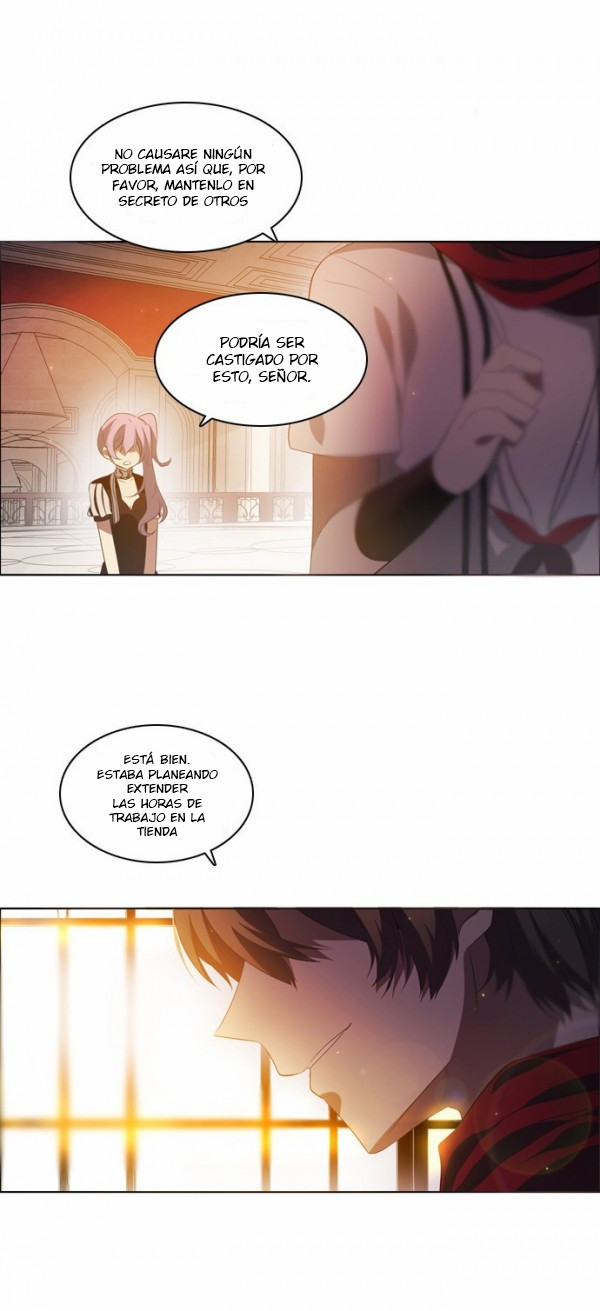 NO CAUSARE NINGÚN
PROBLEMA ASÍ QUE, POR
FAVOR, MANTENLO EN
SECRETO DE OTROS
PODRÍA SER
CASTIGADO POR
ESTO, SEÑOR.
ESTÁ BIEN.
ESTABA PLANEANDO
EXTENDER
LAS HORAS DE
TRABAJO EN LA
TIENDA